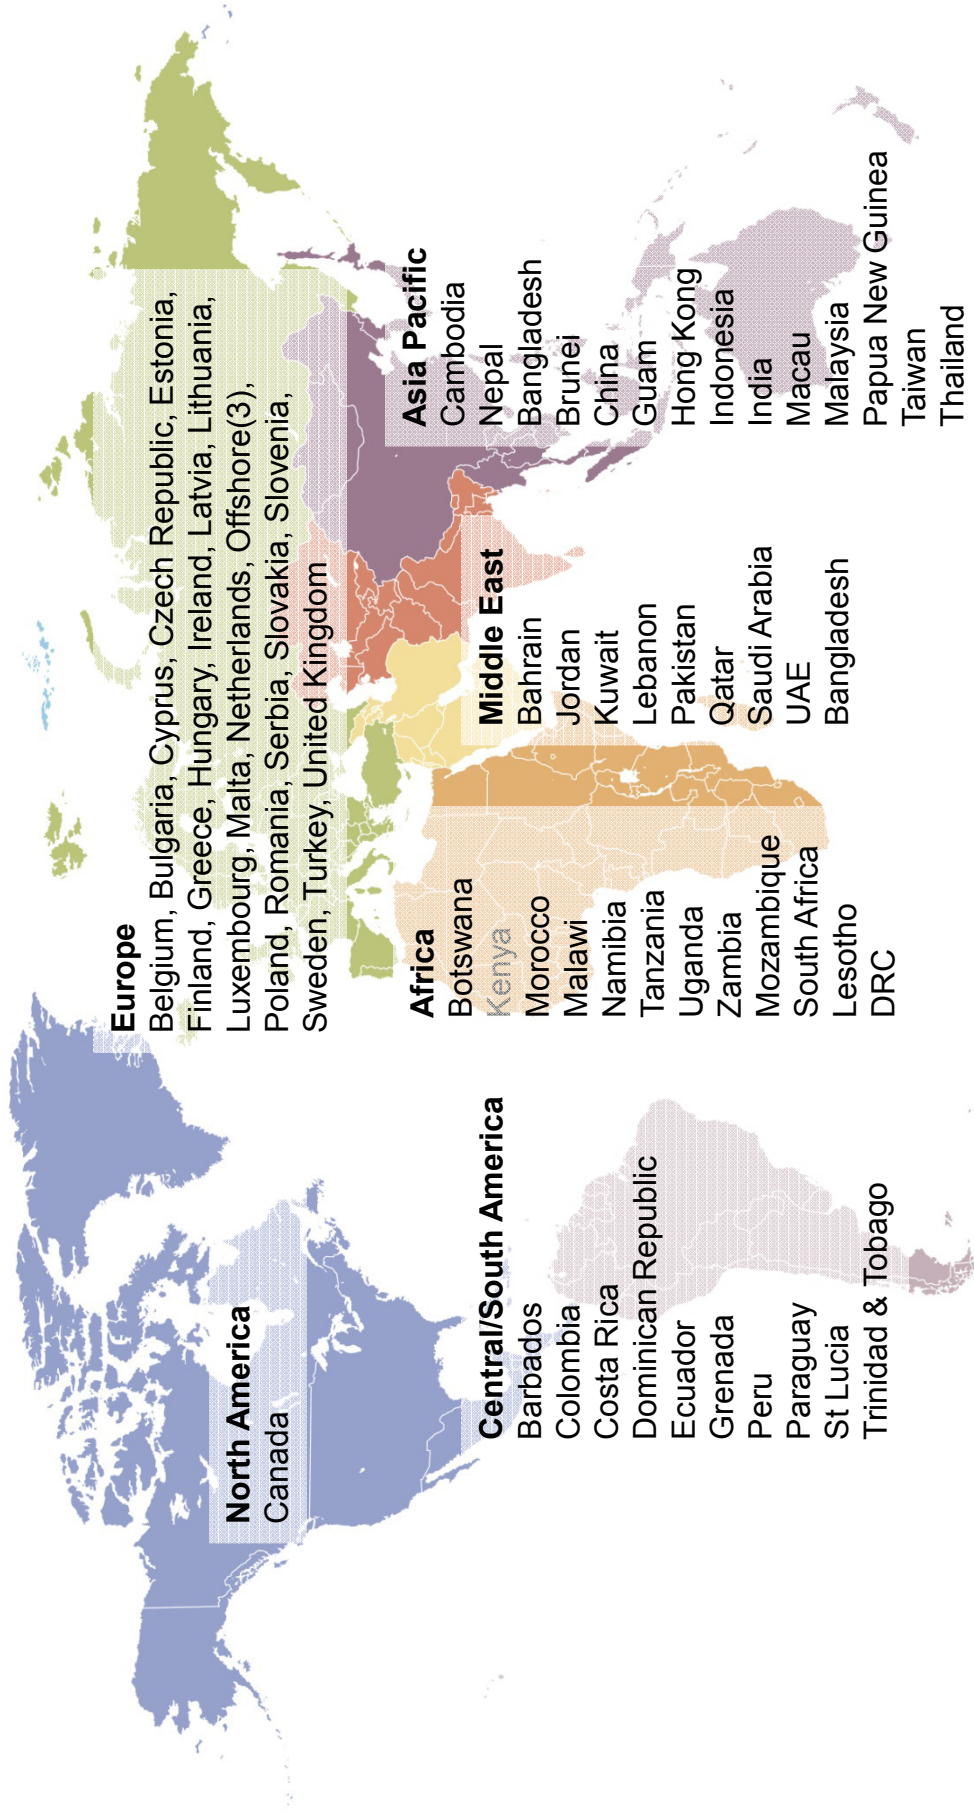 North America
Canada
Central/South America
Barbados
Colombia
Costa Rica
Dominican Republic
Ecuador
Grenada
Peru
Paraguay
St Lucia
Trinidad & Tobago
Europe
Belgium, Bulgaria, Cyprus, Czech Republic, Estonia,
Finland, Greece, Hungary, Ireland, Latvia, Lithuania,
Luxembourg, Malta, Netherlands, Offshore(3),
Poland, Romania, Serbia, Slovakia, Slovenia,
Sweden, Turkey, United Kingdom
Africa
Botswana
Kenya
Morocco
Malawi
Namibia
Tanzania
Uganda
Zambia
Mozambique
South Africa
Lesotho
DRC
Middle East
Bahrain
Jordan
Kuwait
Lebanon
Pakistan
Qatar
Saudi Arabia
UAE
Bangladesh
Asia Pacific
Cambodia
Nepal
Bangladesh
Brunei
China
Guam
Hong Kong
Indonesia
India
Macau
Malaysia
Papua New Guinea
Taiwan
Thailand